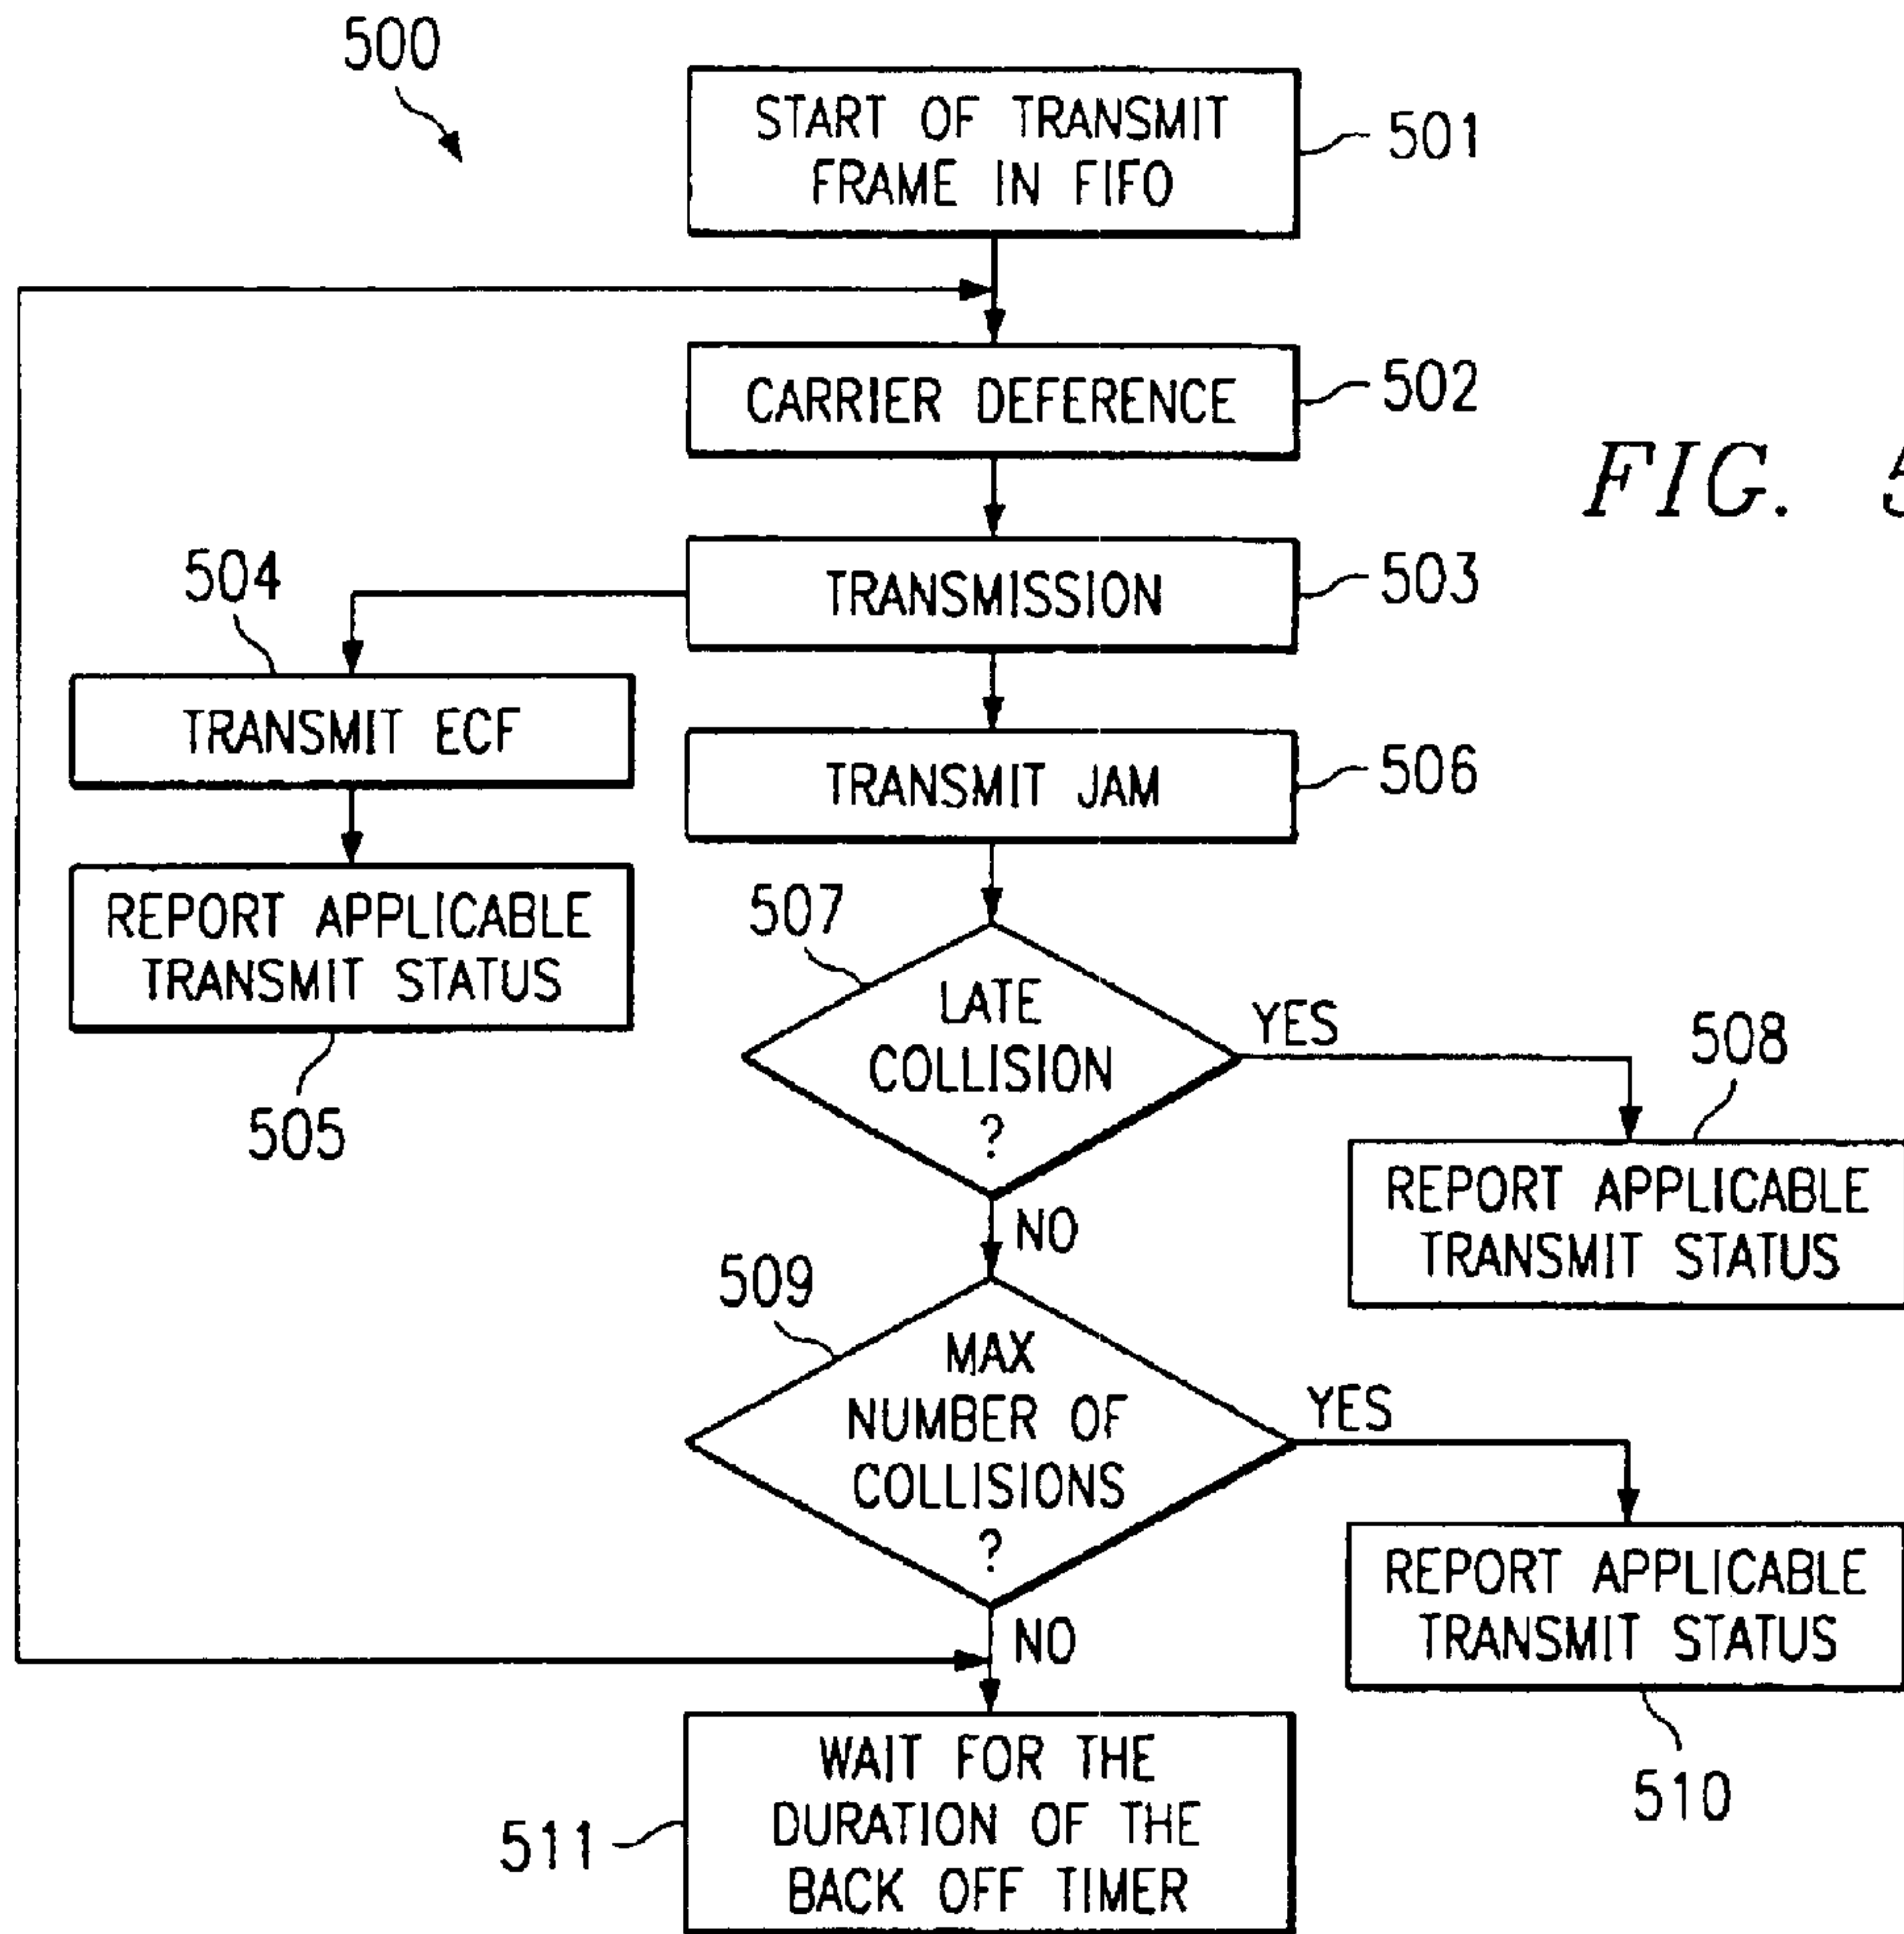 500
START OF TRANSMIT
FRAME IN FIFO
501
CARRIER DEFERENCE
502
FIG. 5
TRANSMISSION
503
504
TRANSMIT ECF
TRANSMIT JAM
506
REPORT APPLICABLE
TRANSMIT STATUS
505
507
LATE
COLLISION
?
YES
508
REPORT APPLICABLE
TRANSMIT STATUS
NO
509
MAX
NUMBER OF
COLLISIONS
?
YES
REPORT APPLICABLE
TRANSMIT STATUS
510
NO
WAIT FOR THE
DURATION OF THE
BACK OFF TIMER
511